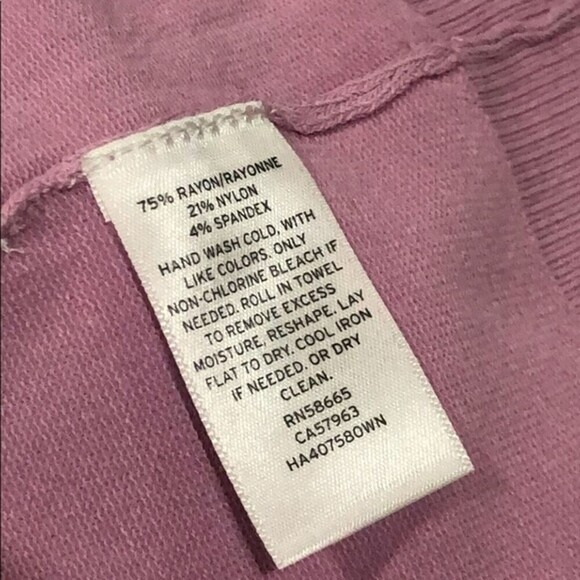 75% RAYON/RAYONNE
21% NYLON
4% SPANDEX
HAND WASH COLD, WITH
LIKE COLORS. ONLY
NON-CHLORINE BLEACH IF
NEEDED. ROLL IN TOWEL
TO REMOVE EXCESS
MOISTURE, RESHAPE. LAY
FLAT TO DRY. COOL IRON
IF NEEDED. OR DRY
CLEAN.
RN58665
CA57963
HA407580WN